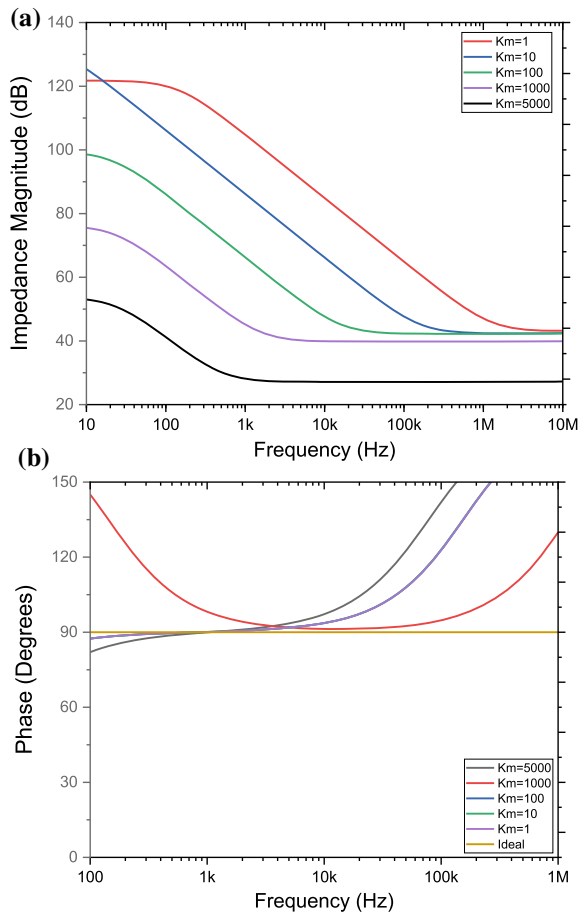 (a)
Impedance Magnitude (dB)
140
120
100
80
60
40
20
Km=1
Km=10
Km=100
Km=1000
Km=5000
10
100
1k
10k
100k
1M
10M
Frequency (Hz)
(b)
Phase (Degrees)
150
120
90
60
30
0
Km=5000
Km=1000
Km=100
Km=10
Km=1
Ideal
100
1k
10k
100k
1M
Frequency (Hz)